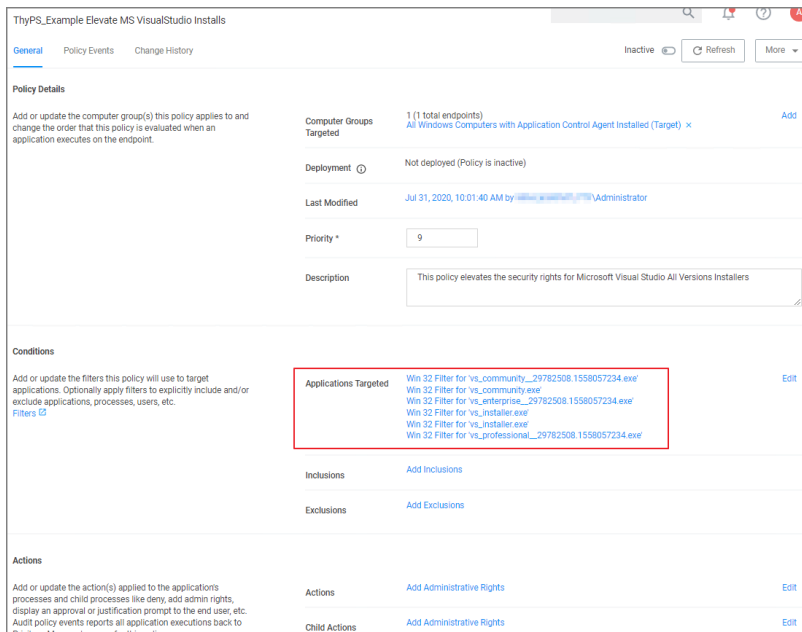 ThyPS_Example Elevate MS VisualStudio Installs
A
General Policy Events Change History
Inactive Refresh More
Policy Details
Add or update the computer group(s) this policy applies to and
change the order that this policy is evaluated when an
application executes on the endpoint.
Computer Groups
Targeted
1 (1 total endpoints)
All Windows Computers with Application Control Agent Installed (Target) ×
Add
Deployment
Not deployed (Policy is inactive)
Last Modified
Jul 31, 2020, 10:01:40 AM by \Administrator
Priority *
9
Description
This policy elevates the security rights for Microsoft Visual Studio All Versions Installers
Conditions
Add or update the filters this policy will use to target
applications. Optionally apply filters to explicitly include and/or
exclude applications, processes, users, etc.
Filters
Applications Targeted
Win 32 Filter for 'vs_community__29782508.1558057234.exe'
Win 32 Filter for 'vs_community.exe'
Win 32 Filter for 'vs_enterprise__29782508.1558057234.exe'
Win 32 Filter for 'vs_installer.exe'
Win 32 Filter for 'vs_installer.exe'
Win 32 Filter for 'vs_professional__29782508.1558057234.exe'
Edit
Inclusions
Add Inclusions
Exclusions
Add Exclusions
Actions
Add or update the action(s) applied to the application's
processes and child processes like deny, add admin rights,
display an approval or justification prompt to the end user, etc.
Audit policy events reports all application executions back to
Actions
Add Administrative Rights
Edit
Child Actions
Add Administrative Rights
Edit